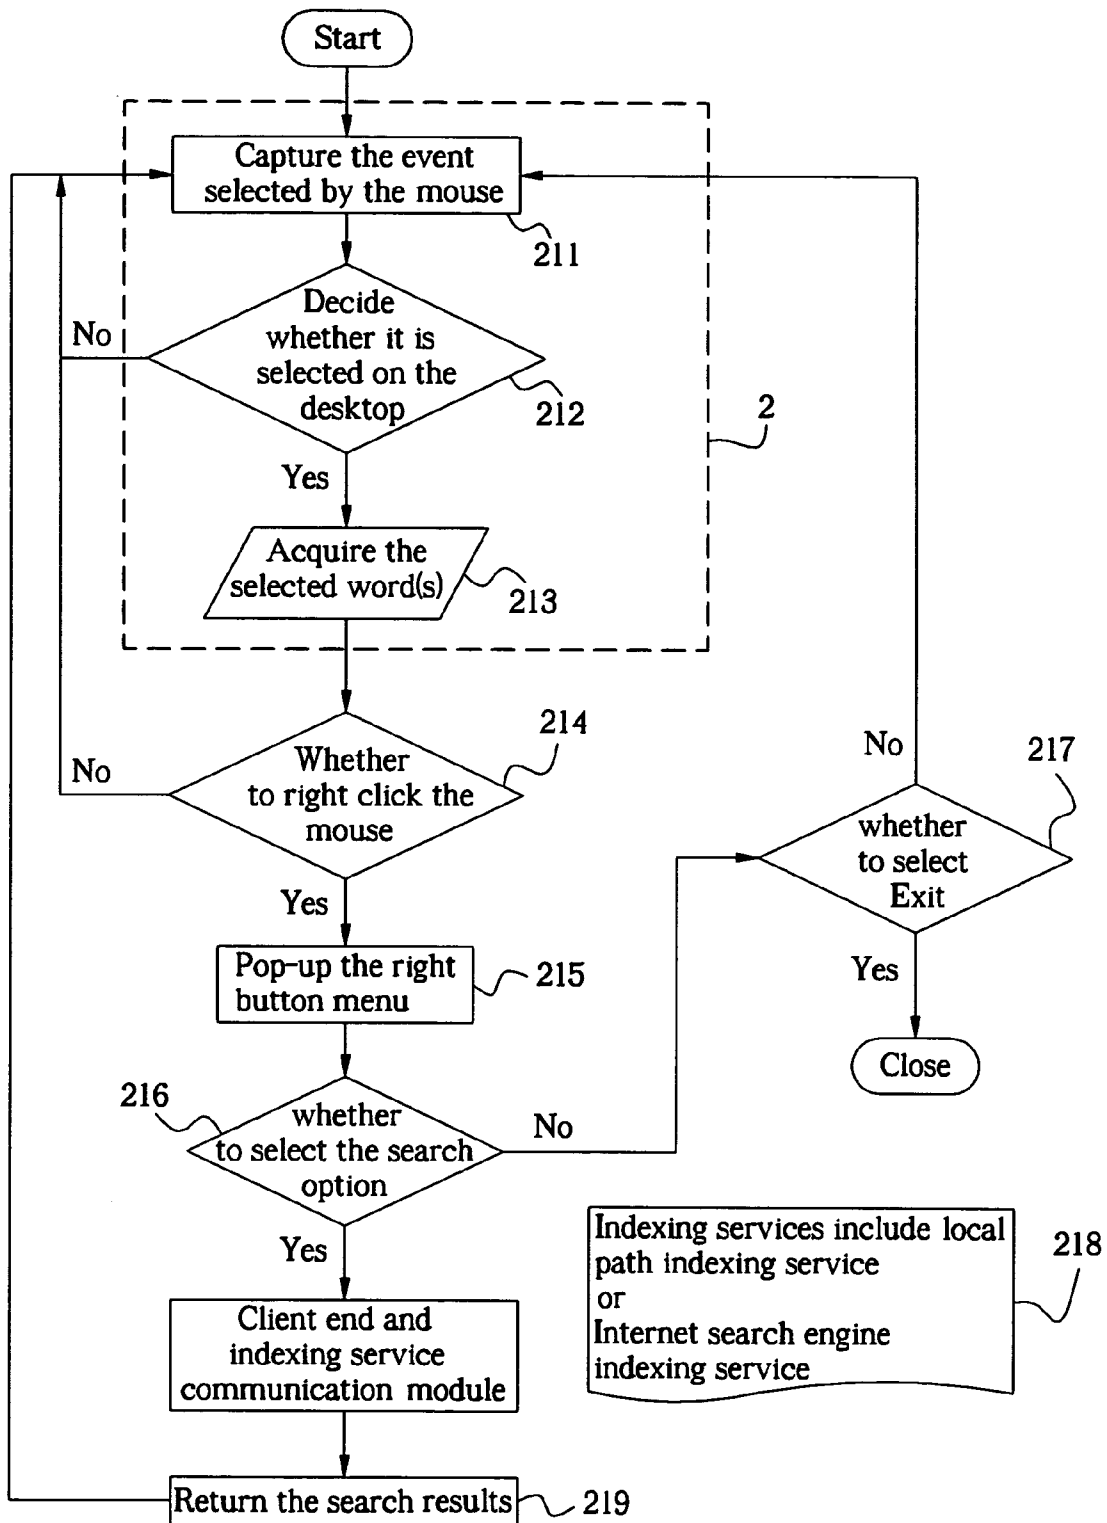 Start
Capture the event
selected by the mouse
211
Decide
whether it is
selected on the
desktop
No
212
2
Yes
Acquire the
selected word(s)
213
214
Whether
to right click the
mouse
No
No
217
whether
to select
Exit
Yes
Yes
Pop-up the right
button menu
215
Close
216
whether
to select the search
option
No
Yes
Indexing services include local
path indexing service
or
Internet search engine
indexing service
218
Client end and
indexing service
communication module
Return the search results
219